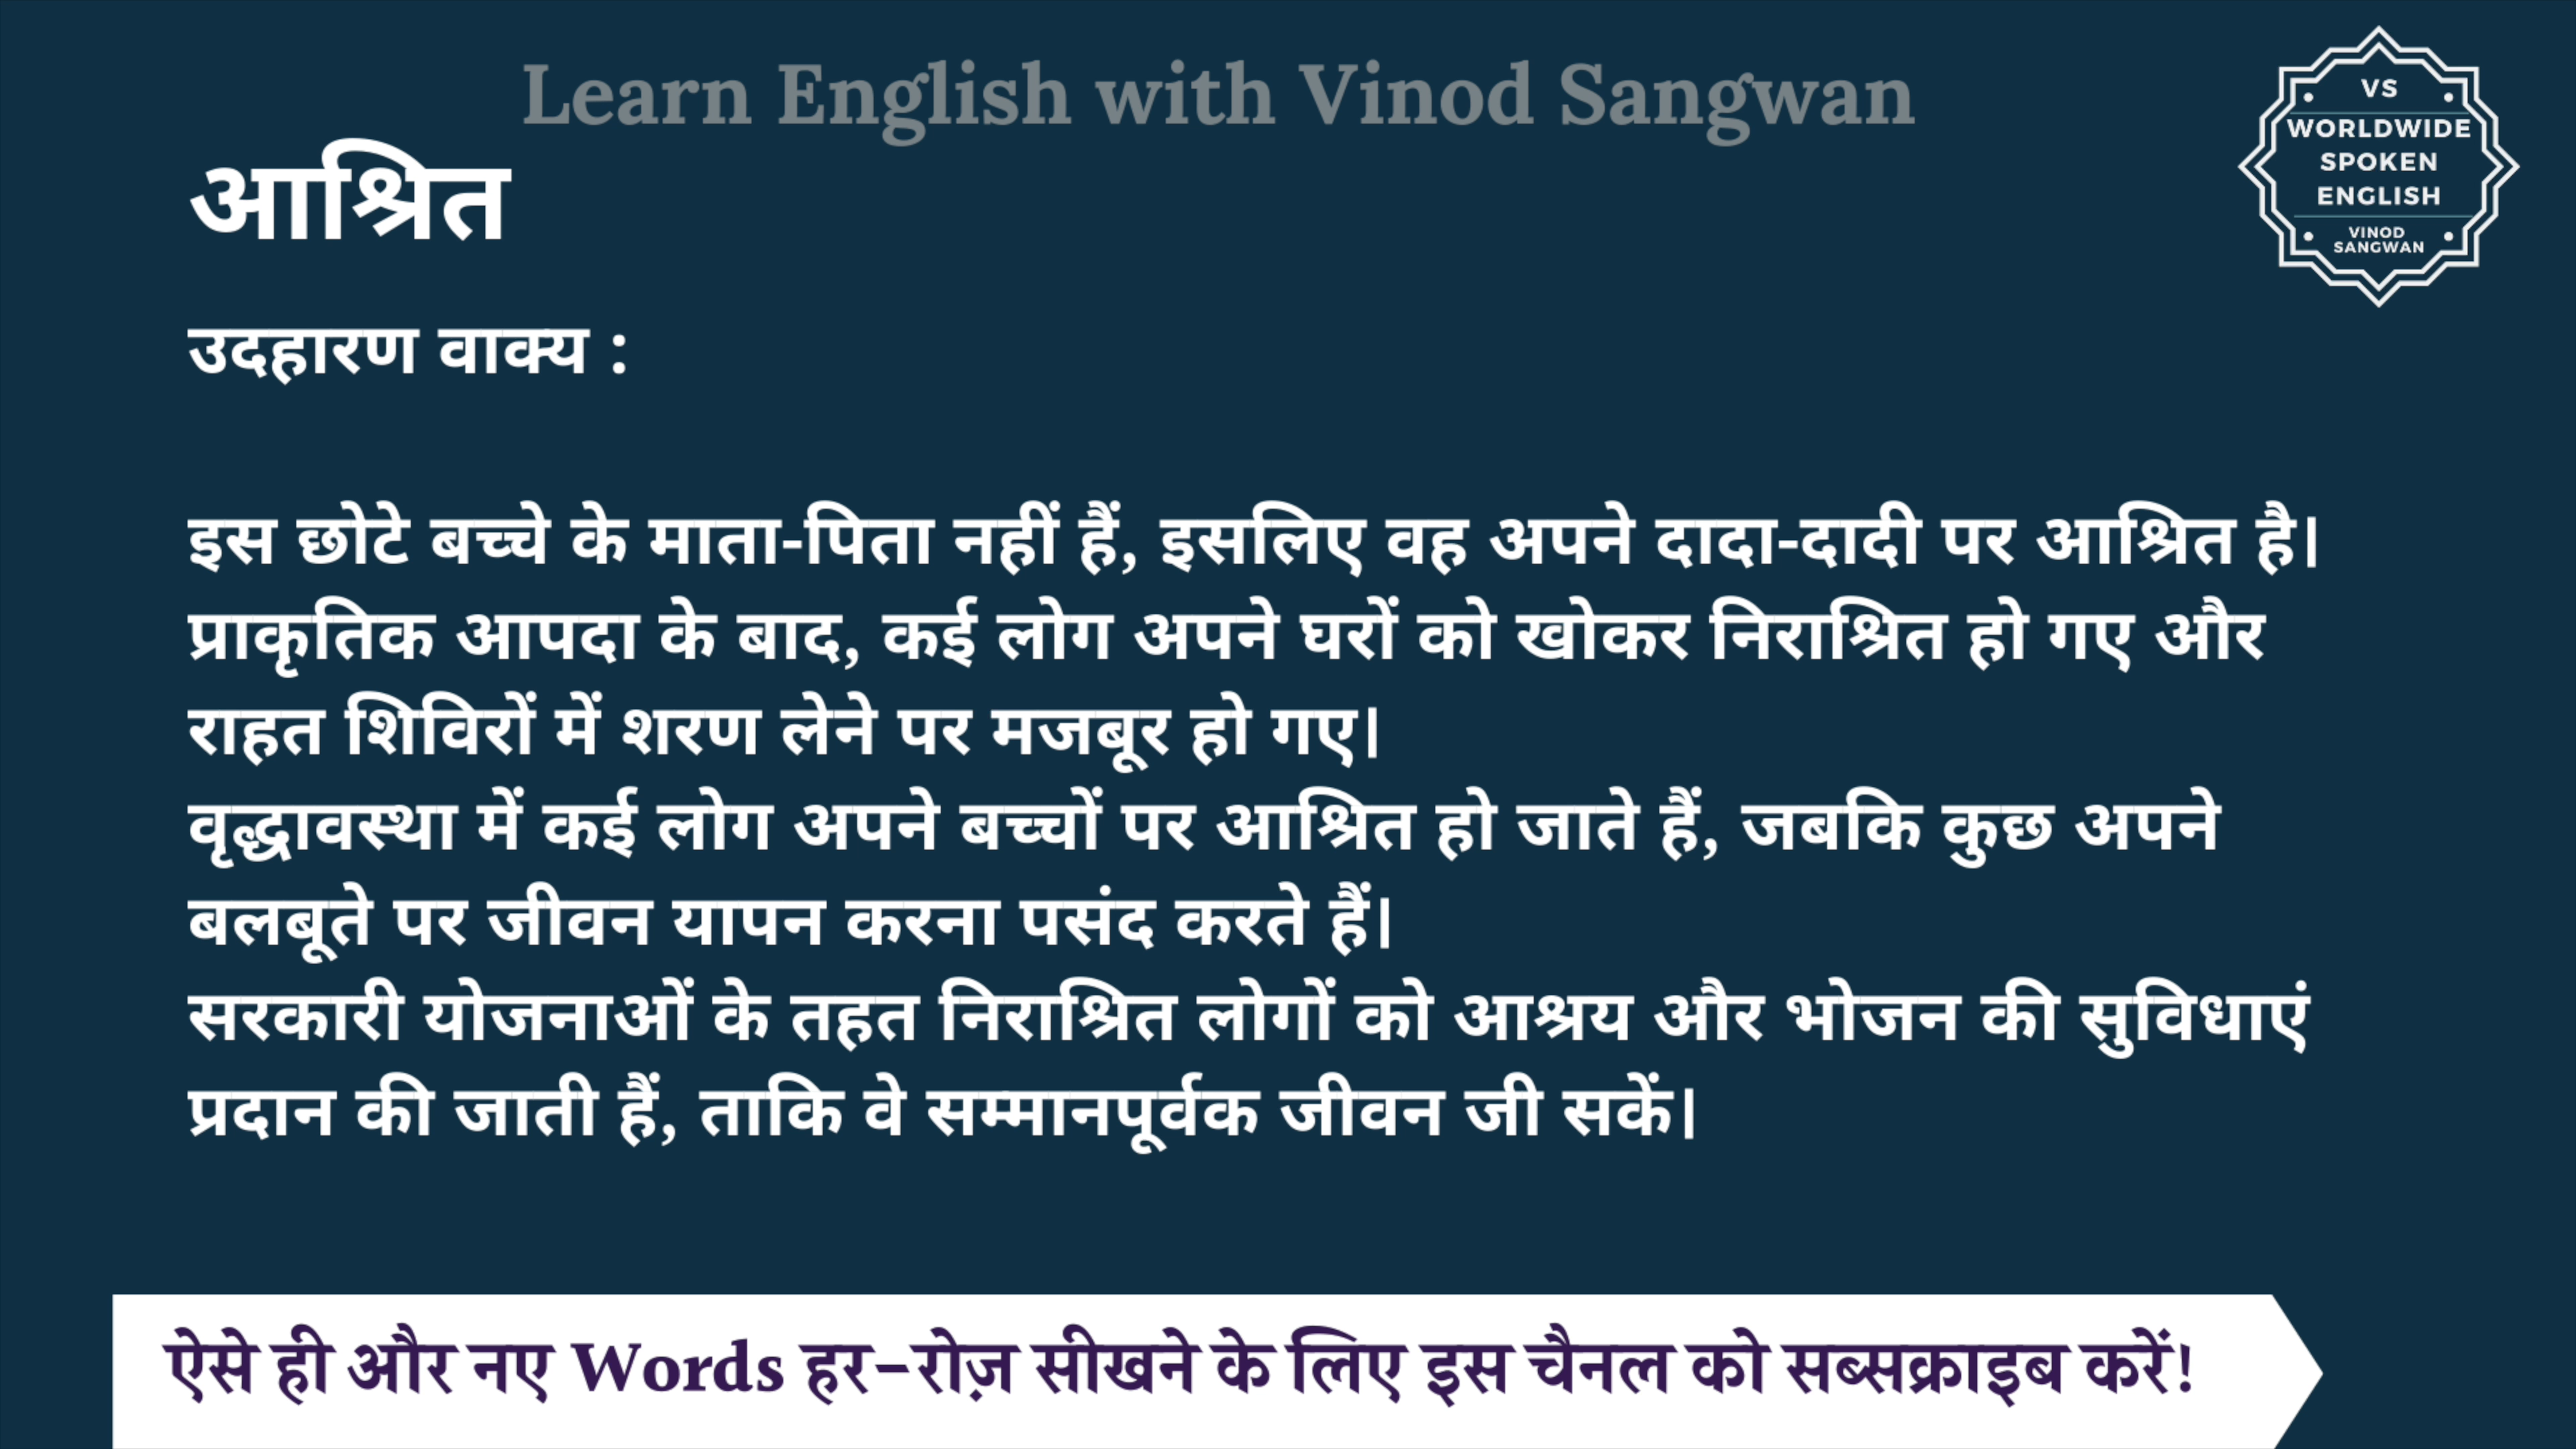 Learn English with Vinod Sangwan
VS
WORLDWIDE
SPOKEN
ENGLISH
VINOD
SANGWAN
आश्रित
उदहारण वाक्य :
इस छोटे बच्चे के माता-पिता नहीं हैं, इसलिए वह अपने दादा-दादी पर आश्रित है।
प्राकृतिक आपदा के बाद, कई लोग अपने घरों को खोकर निराश्रित हो गए और
राहत शिविरों में शरण लेने पर मजबूर हो गए।
वृद्धावस्था में कई लोग अपने बच्चों पर आश्रित हो जाते हैं, जबकि कुछ अपने
बलबूते पर जीवन यापन करना पसंद करते हैं।
सरकारी योजनाओं के तहत निराश्रित लोगों को आश्रय और भोजन की सुविधाएं
प्रदान की जाती हैं, ताकि वे सम्मानपूर्वक जीवन जी सकें।
ऐसे ही और नए Words हर-रोज़ सीखने के लिए इस चैनल को सब्सक्राइब करें!